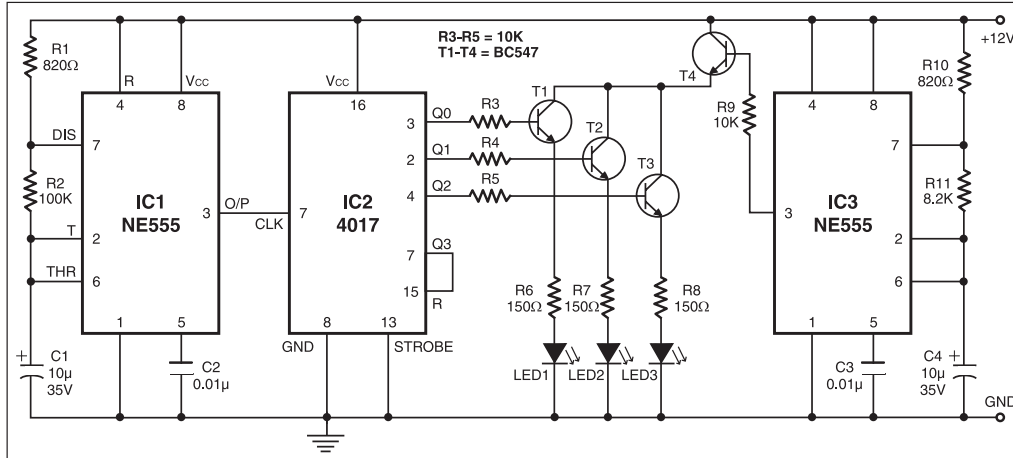 R3-R5 = 10K
T1-T4 = BC547
+12V
R1
820Ω
R
VCC
4
8
DIS
7
R2
100K
IC1
NE555
3
O/P
T
2
THR
6
1
5
C1
10µ
35V
C2
0.01µ
VCC
16
CLK
7
IC2
4017
3
Q0
2
Q1
4
Q2
7
Q3
15
R
8
13
GND
STROBE
R3
R4
R5
T1
T2
T3
T4
R9
10K
R6
150Ω
R7
150Ω
R8
150Ω
LED1
LED2
LED3
4
8
7
IC3
NE555
3
2
6
1
5
R10
820Ω
R11
8.2K
C3
0.01µ
C4
10µ
35V
GND